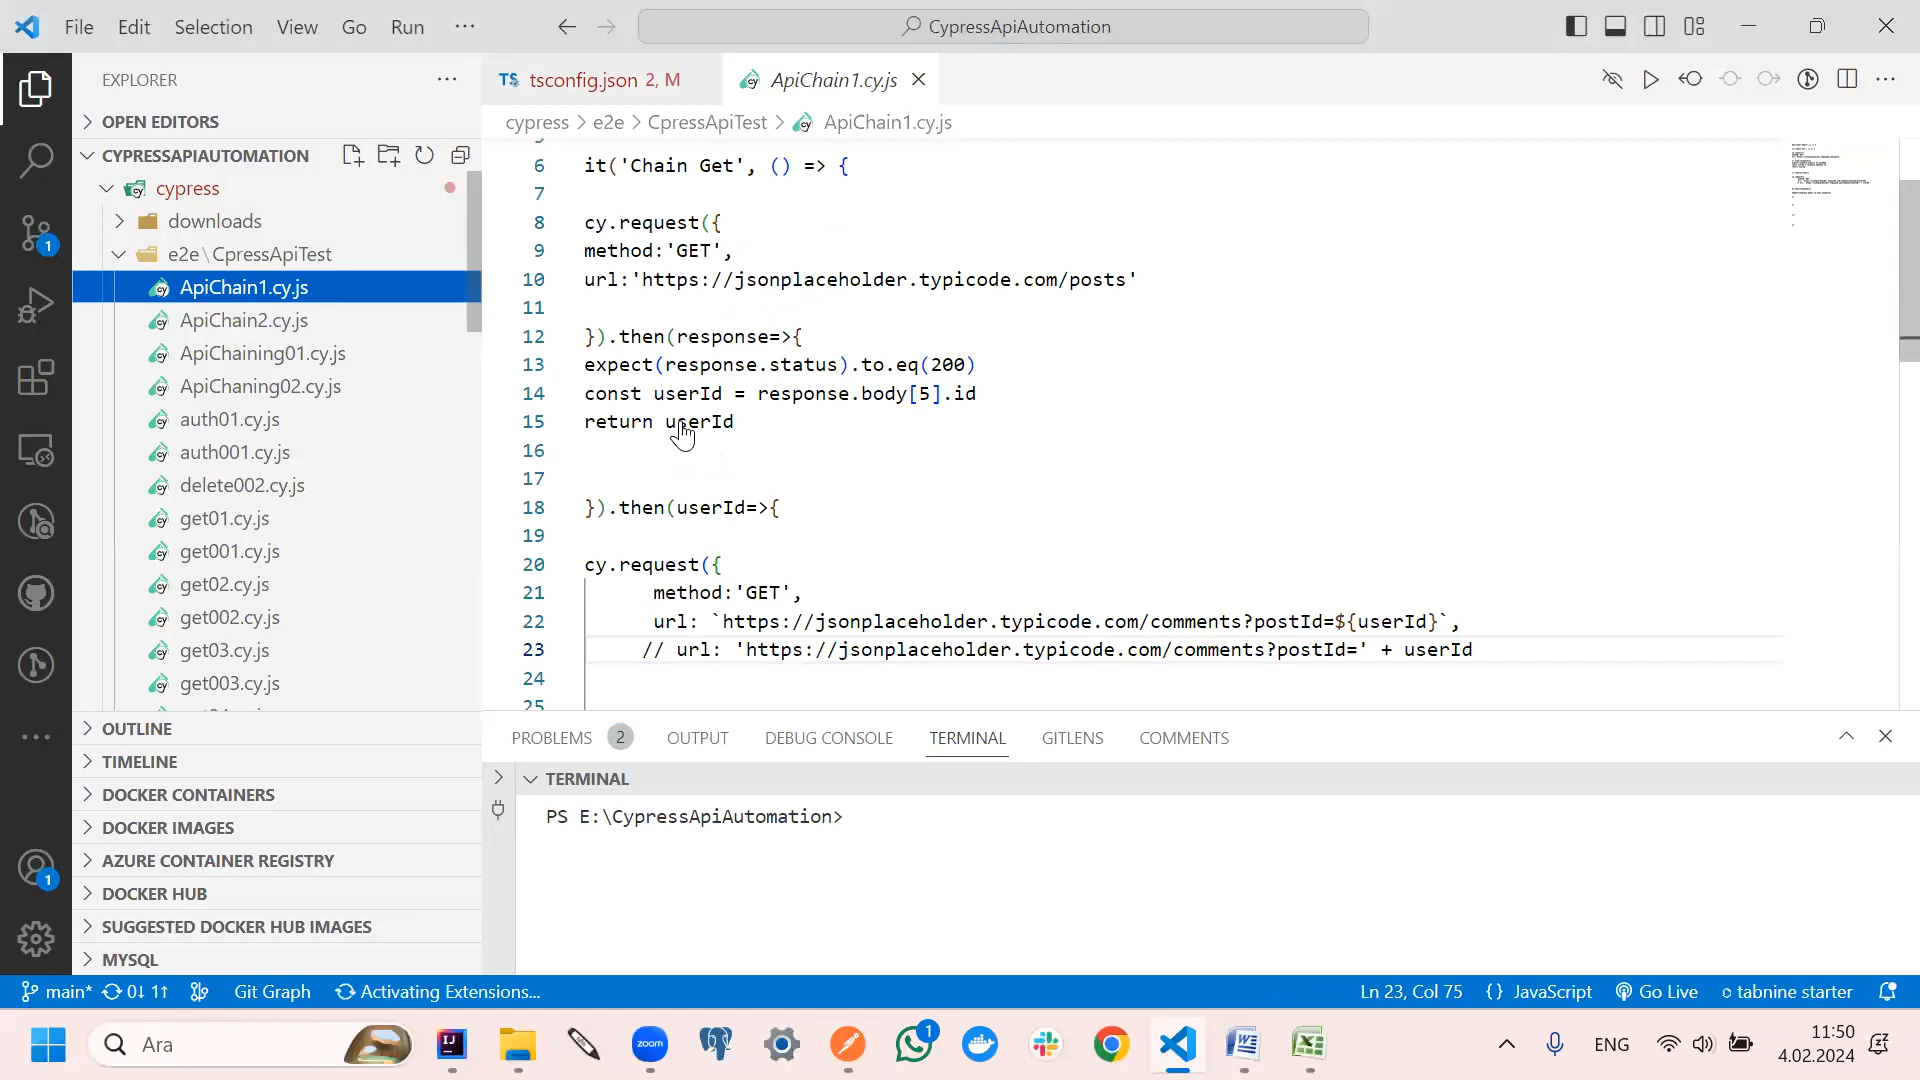 File Edit Selection View Go Run ···
CypressApiAutomation
EXPLORER ···
OPEN EDITORS
CYPRESSAPIAUTOMATION
cypress
downloads
e2e \ CpressApiTest
ApiChain1.cy.js
ApiChain2.cy.js
ApiChaining01.cy.js
ApiChaning02.cy.js
auth01.cy.js
auth001.cy.js
delete002.cy.js
get01.cy.js
get001.cy.js
get02.cy.js
get002.cy.js
get03.cy.js
get003.cy.js
OUTLINE
TIMELINE
DOCKER CONTAINERS
DOCKER IMAGES
AZURE CONTAINER REGISTRY
DOCKER HUB
SUGGESTED DOCKER HUB IMAGES
MYSQL
TS tsconfig.json 2, M
ApiChain1.cy.js
cypress > e2e > CpressApiTest > ApiChain1.cy.js
6 it('Chain Get', () => {
7
8 cy.request({
9 method:'GET',
10 url:'https://jsonplaceholder.typicode.com/posts'
11
12 }).then(response=>{
13 expect(response.status).to.eq(200)
14 const userId = response.body[5].id
15 return userId
16
17
18 }).then(userId=>{
19
20 cy.request({
21 method:'GET',
22 url: `https://jsonplaceholder.typicode.com/comments?postId=${userId}`,
23 // url: 'https://jsonplaceholder.typicode.com/comments?postId=' + userId
24
25
PROBLEMS 2 OUTPUT DEBUG CONSOLE TERMINAL GITLENS COMMENTS
TERMINAL
PS E:\CypressApiAutomation>
1
1
main* 0↓ 1↑ Git Graph Activating Extensions... Ln 23, Col 75 {} JavaScript Go Live tabnine starter
Ara
IJ
zoom
1
ENG
11:50
4.02.2024